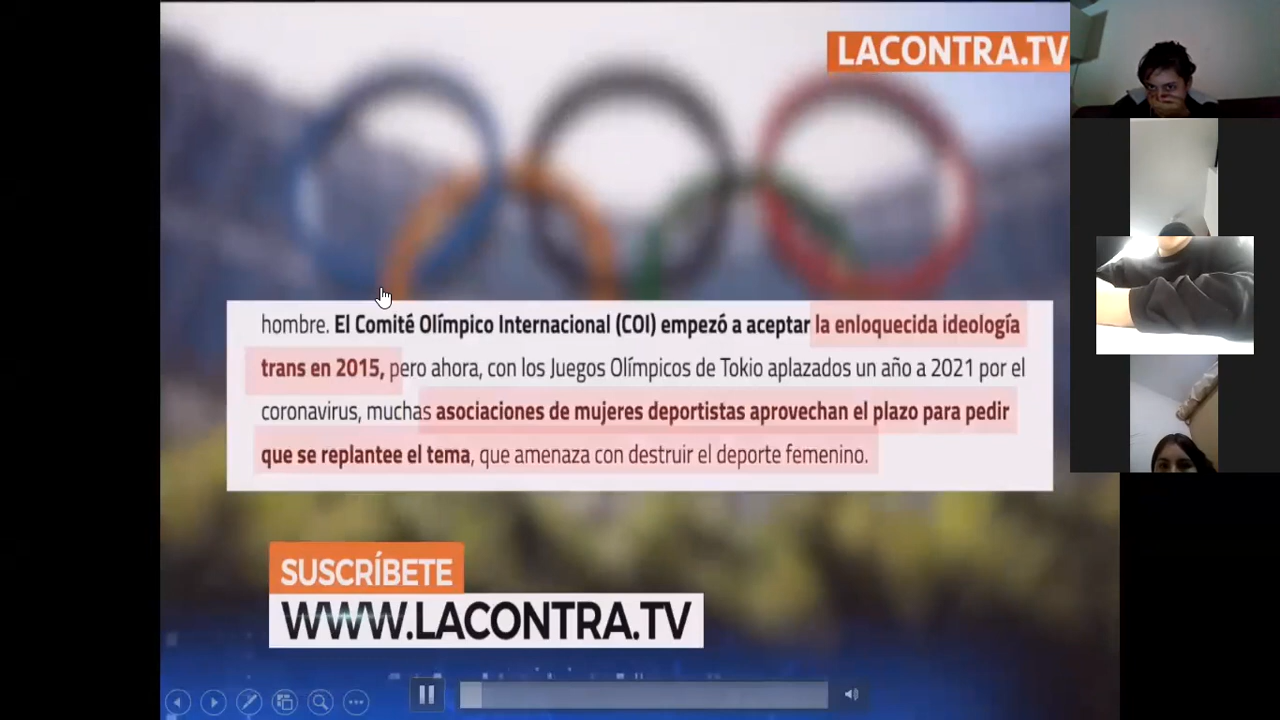 LACONTRA.TV
hombre. El Comité Olímpico Internacional (COI) empezó a aceptar la enloquecida ideología
trans en 2015, pero ahora, con los Juegos Olímpicos de Tokio aplazados un año a 2021 por el
coronavirus, muchas asociaciones de mujeres deportistas aprovechan el plazo para pedir
que se replantee el tema, que amenaza con destruir el deporte femenino.
SUSCRÍBETE
WWW.LACONTRA.TV